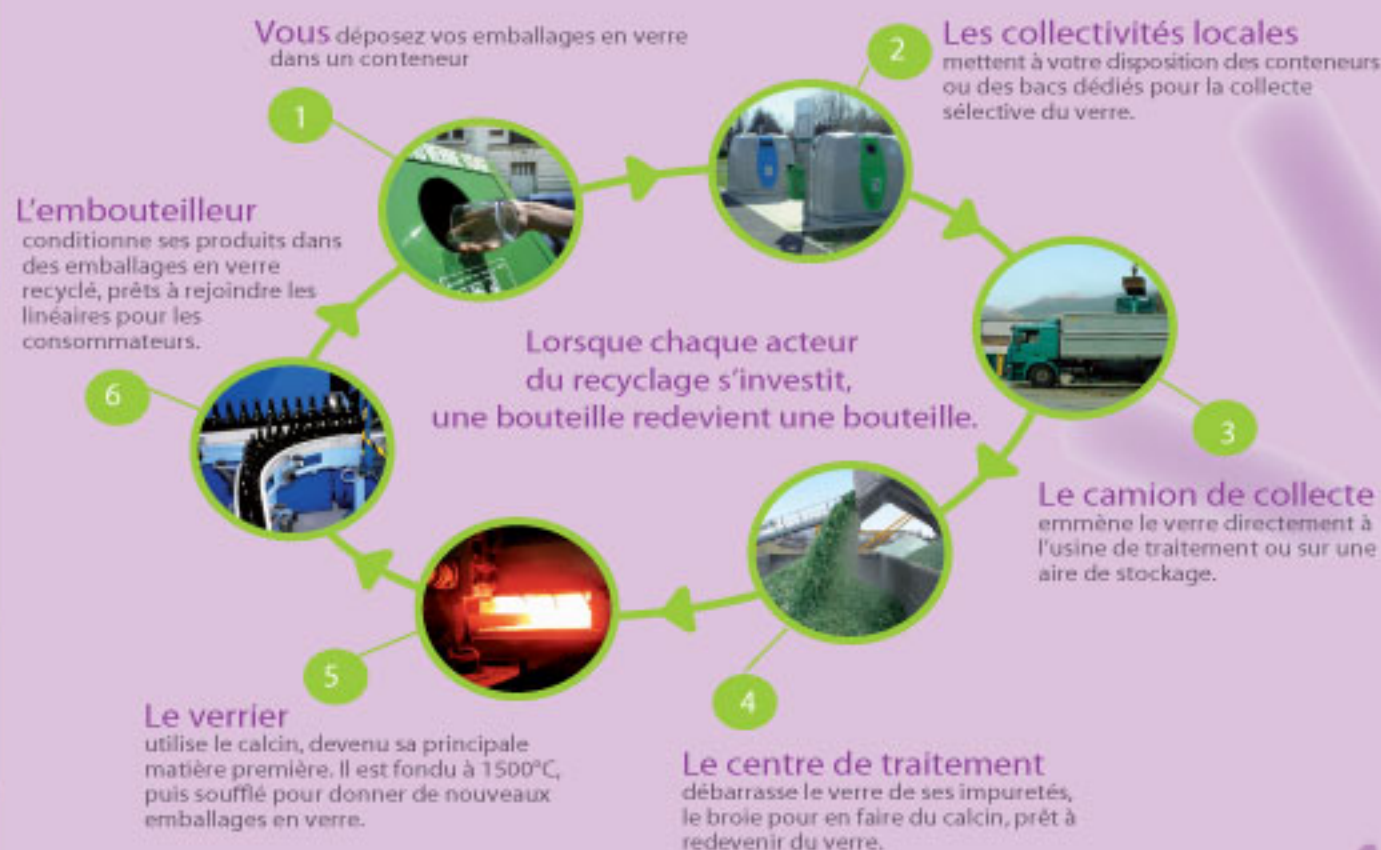 Vous déposez vos emballages en verre
dans un conteneur
1
2
Les collectivités locales
mettent à votre disposition des conteneurs
ou des bacs dédiés pour la collecte
sélective du verre.
L'embouteilleur
conditionne ses produits dans
des emballages en verre
recyclé, prêts à rejoindre les
linéaires pour les
consommateurs.
6
Lorsque chaque acteur
du recyclage s'investit,
une bouteille redevient une bouteille.
3
Le camion de collecte
emmène le verre directement à
l'usine de traitement ou sur une
aire de stockage.
5
Le verrier
utilise le calcin, devenu sa principale
matière première. Il est fondu à 1500°C,
puis soufflé pour donner de nouveaux
emballages en verre.
4
Le centre de traitement
débarrasse le verre de ses impuretés,
le broie pour en faire du calcin, prêt à
redevenir du verre.